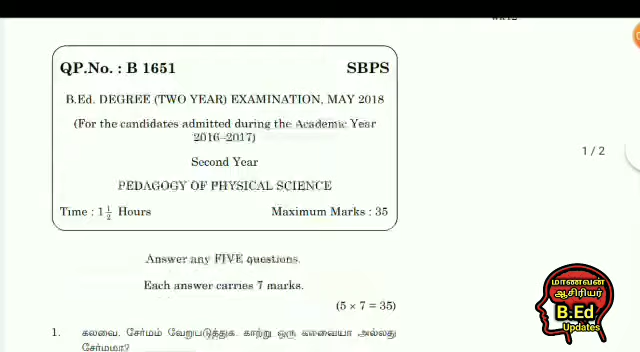 QP.No. : B 1651 SBPS
B.Ed. DEGREE (TWO YEAR) EXAMINATION, MAY 2018
(For the candidates admitted during the Academic Year
2016–2017)
Second Year
PEDAGOGY OF PHYSICAL SCIENCE
Time : 1 1/2 Hours Maximum Marks : 35
1 / 2
Answer any FIVE questions.
Each answer carries 7 marks.
(5 × 7 = 35)
1. கலவை, சேர்மம் வேறுபடுத்துக. காற்று ஒரு கலவையா அல்லது
சேர்மமா?
மாணவன்
ஆசிரியர்
B.Ed
Updates